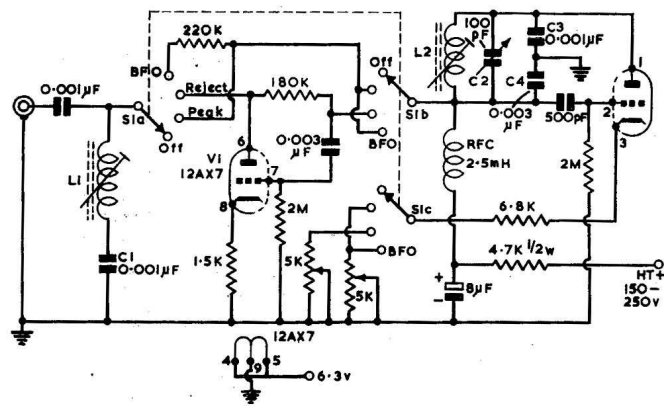 220K
BFO
Reject
Peak
0.001µF
S1a
Off
L1
C1
0.001µF
180K
0.003
µF
V1
12AX7
6
7
8
2M
1.5K
5K
5K
BFO
Off
S1b
BFO
S1c
L2
100
pF
C2
C3
0.001µF
C4
0.003
µF
500pF
1
2
3
RFC
2.5mH
2M
6.8K
4.7K 1/2w
+
-
8µF
HT+
150-
250v
12AX7
4
9
5
6.3v